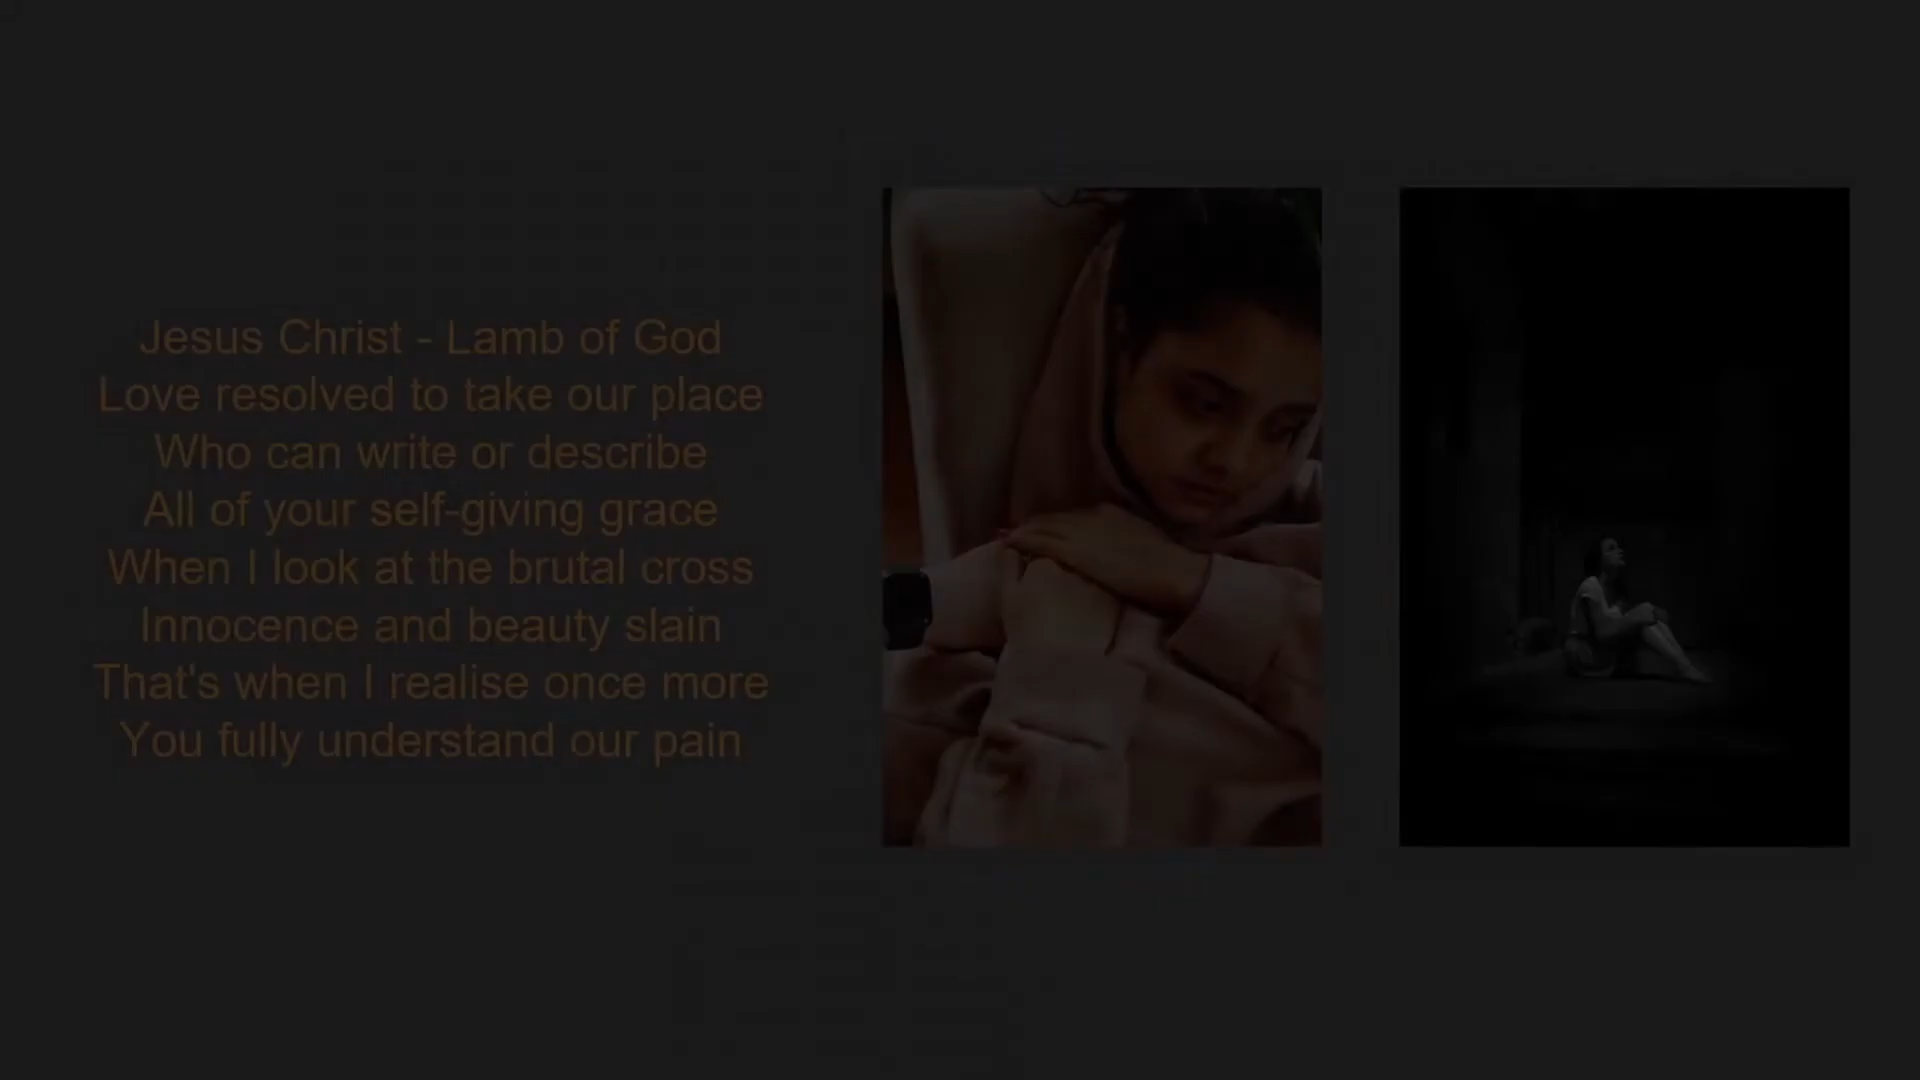 Jesus Christ - Lamb of God
Love resolved to take our place
Who can write or describe
All of your self-giving grace
When I look at the brutal cross
Innocence and beauty slain
That's when I realise once more
You fully understand our pain